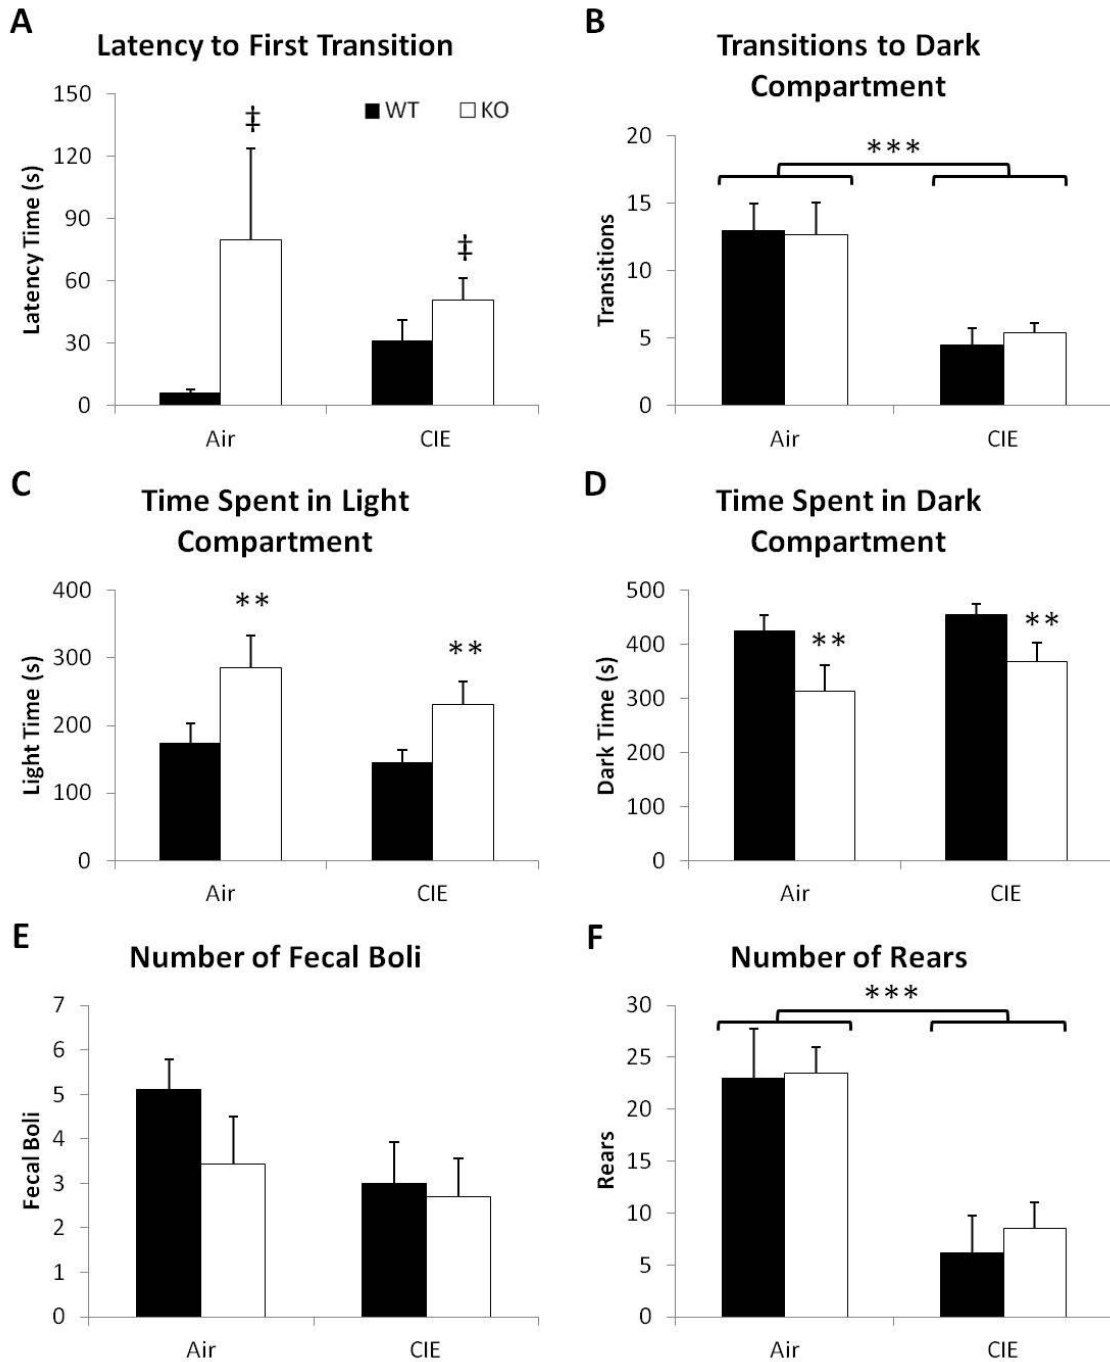 A
Latency to First Transition
150
120
90
60
30
0
Latency Time (s)
WT
KO
‡
‡
Air
CIE
B
Transitions to Dark
Compartment
20
15
10
5
0
Transitions
***
Air
CIE
C
Time Spent in Light
Compartment
400
300
200
100
0
Light Time (s)
**
**
Air
CIE
D
Time Spent in Dark
Compartment
500
400
300
200
100
0
Dark Time (s)
**
**
Air
CIE
E
Number of Fecal Boli
7
6
5
4
3
2
1
0
Fecal Boli
Air
CIE
F
Number of Rears
30
25
20
15
10
5
0
Rears
***
Air
CIE